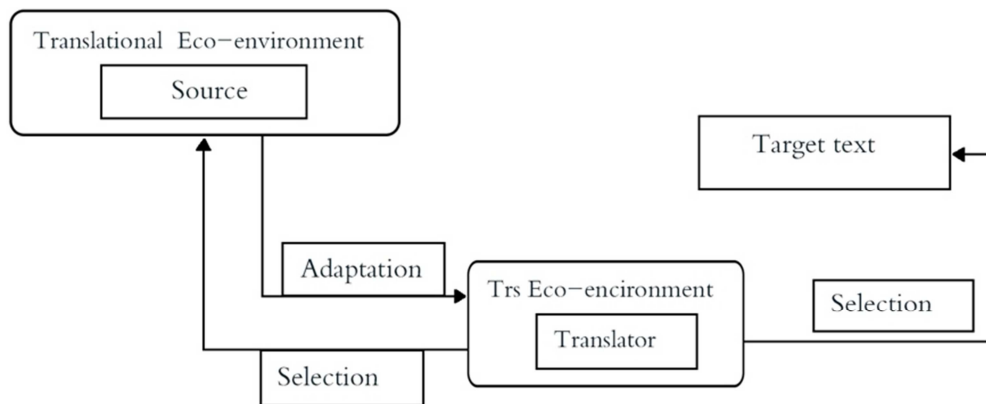 Translational Eco-environment
Source
Target text
Adaptation
Trs Eco-encironment
Selection
Translator
Selection